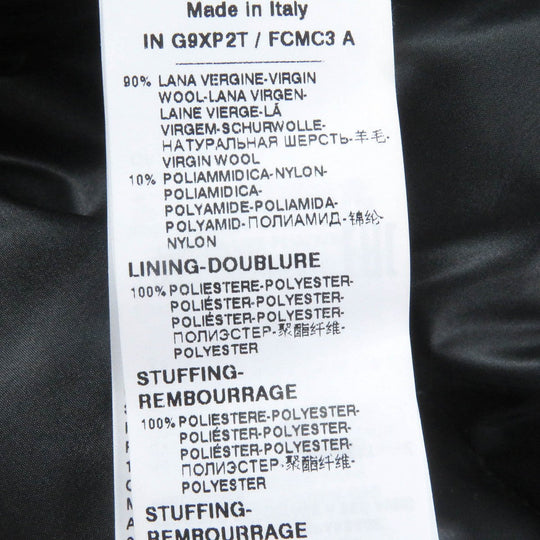 Made in Italy
IN G9XP2T / FCMC3 A
90% LANA VERGINE-VIRGIN
WOOL-LANA VIRGEN-
LAINE VIERGE-LÃ
VIRGEM-SCHURWOLLE-
НАТУРАЛЬНАЯ ШЕРСТЬ-羊毛-
VIRGIN WOOL
10% POLIAMMIDICA-NYLON-
POLIAMIDICA-
POLYAMIDE-POLIAMIDA-
POLYAMID-ПОЛИАМИД-锦纶-
NYLON
LINING-DOUBLURE
100% POLIESTERE-POLYESTER-
POLIÉSTER-POLYESTER-
POLIÉSTER-POLYESTER-
ПОЛИЭСТЕР-聚酯纤维-
POLYESTER
STUFFING-
REMBOURRAGE
100% POLIESTERE-POLYESTER-
POLIÉSTER-POLYESTER-
POLIÉSTER-POLYESTER-
ПОЛИЭСТЕР-聚酯纤维-
POLYESTER
STUFFING-
REMBOURRAGE